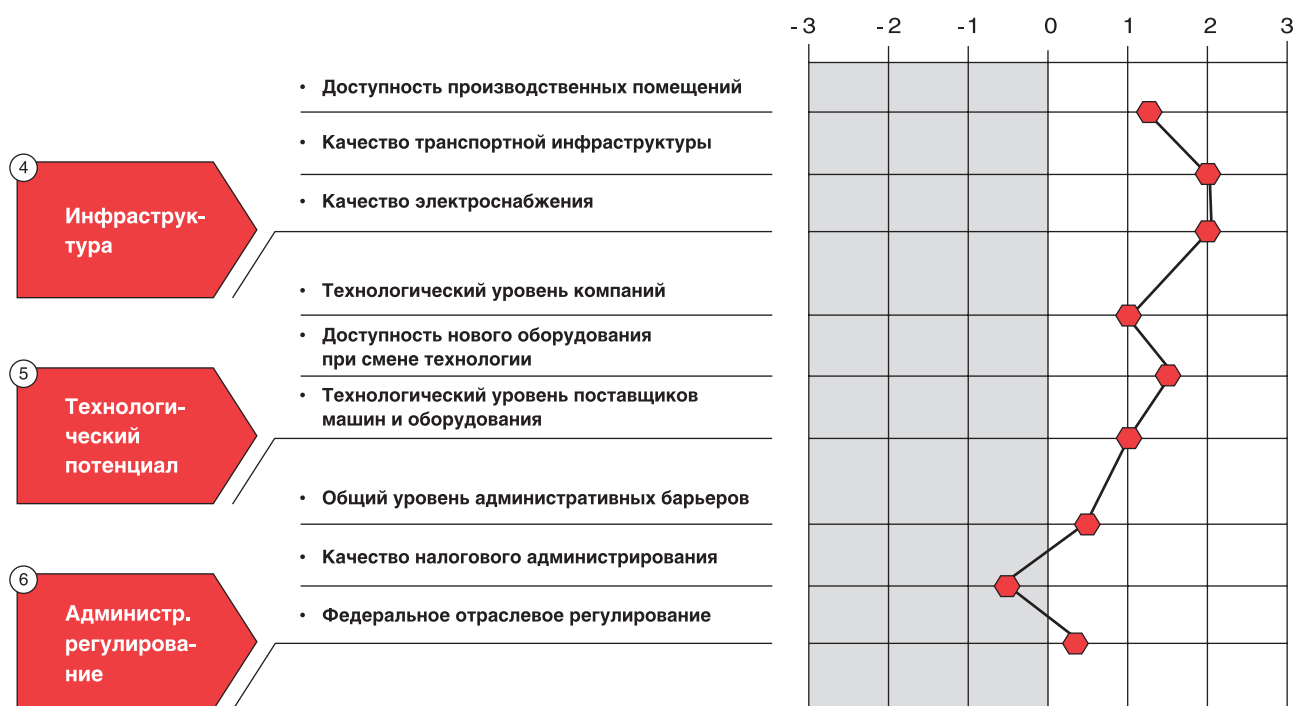 -3 -2 -1 0 1 2 3
• Доступность производственных помещений
• Качество транспортной инфраструктуры
4
• Качество электроснабжения
Инфраструк-
тура
• Технологический уровень компаний
• Доступность нового оборудования
при смене технологии
5
• Технологический уровень поставщиков
машин и оборудования
Технологи-
ческий
потенциал
• Общий уровень административных барьеров
• Качество налогового администрирования
6
• Федеральное отраслевое регулирование
Администр.
регулирова-
ние